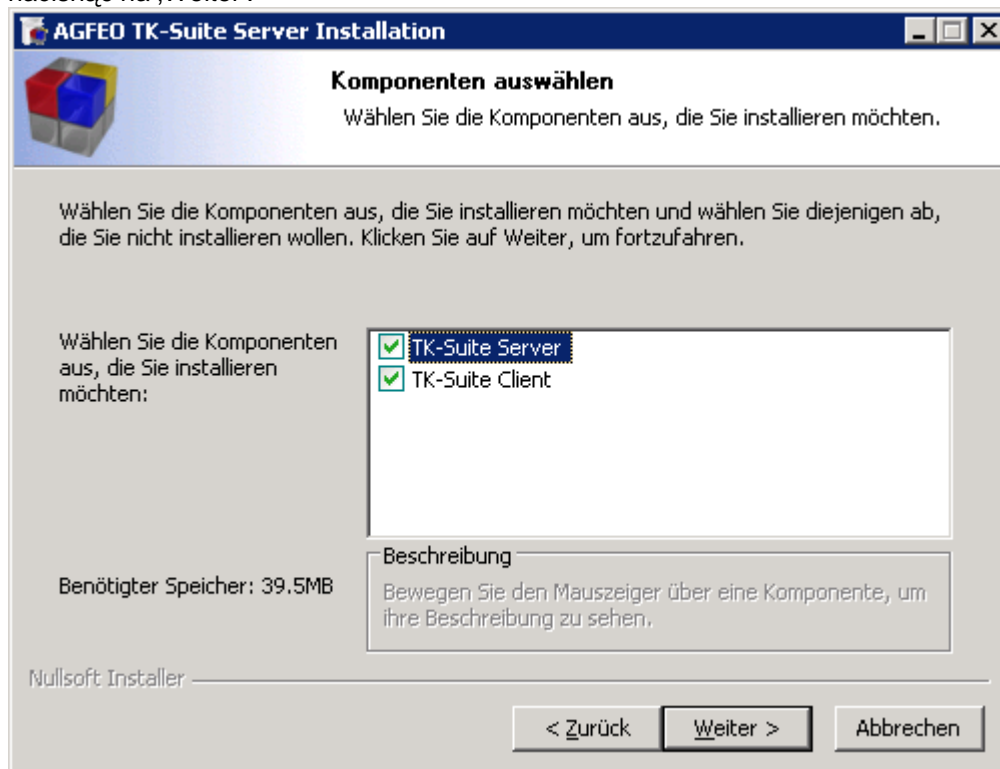 AGFEO TK-Suite Server Installation
Komponenten auswählen
Wählen Sie die Komponenten aus, die Sie installieren möchten.
Wählen Sie die Komponenten aus, die Sie installieren möchten und wählen Sie diejenigen ab,
die Sie nicht installieren wollen. Klicken Sie auf Weiter, um fortzufahren.
Wählen Sie die Komponenten
aus, die Sie installieren
möchten:
TK-Suite Server
TK-Suite Client
Benötigter Speicher: 39.5MB
Beschreibung
Bewegen Sie den Mauszeiger über eine Komponente, um
ihre Beschreibung zu sehen.
Nullsoft Installer
< Zurück
Weiter >
Abbrechen